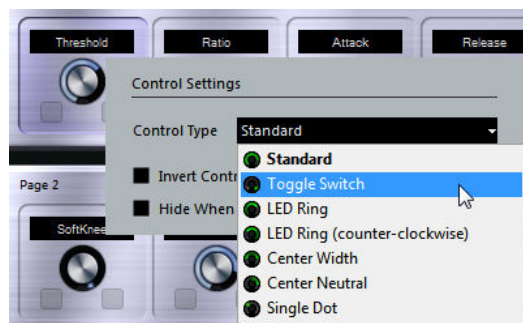 Threshold Ratio Attack Release
Control Settings
Control Type Standard
Standard
Invert Contr
Toggle Switch
Page 2
Hide When
LED Ring
SoftKnee
LED Ring (counter-clockwise)
Center Width
Center Neutral
Single Dot